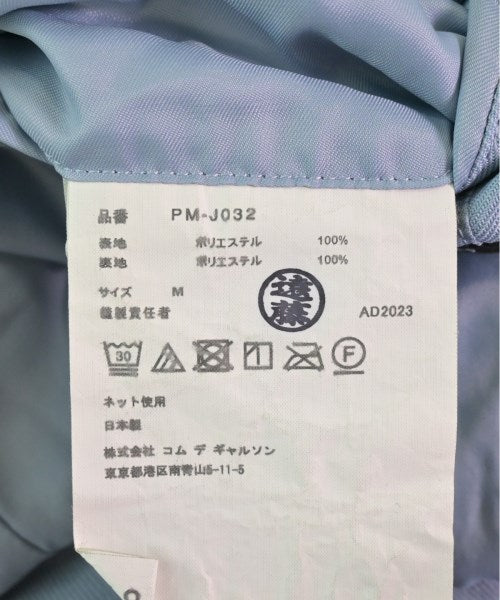 品番 PM-J032
表地 ポリエステル 100%
裏地 ポリエステル 100%
サイズ M
縫製責任者 遠藤 AD2023
30 F
ネット使用
日本製
株式会社 コム デ ギャルソン
東京都港区南青山5-11-5